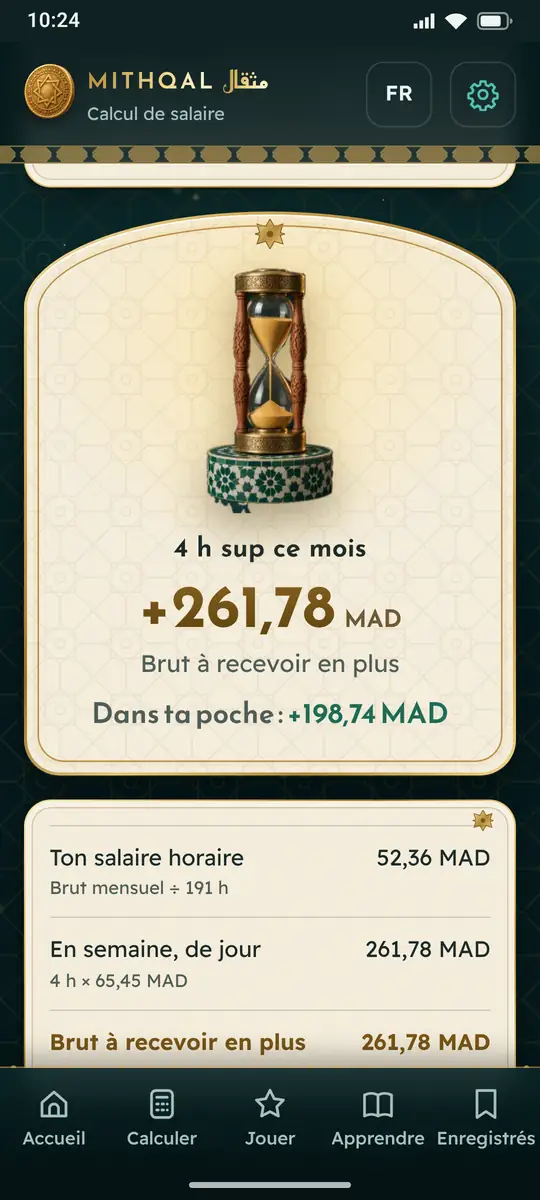 10:24
MITHQAL مثقال
Calcul de salaire
FR
4 h sup ce mois
+261,78 MAD
Brut à recevoir en plus
Dans ta poche : +198,74 MAD
Ton salaire horaire 52,36 MAD
Brut mensuel ÷ 191 h
En semaine, de jour 261,78 MAD
4 h × 65,45 MAD
Brut à recevoir en plus 261,78 MAD
Accueil Calculer Jouer Apprendre Enregistrés